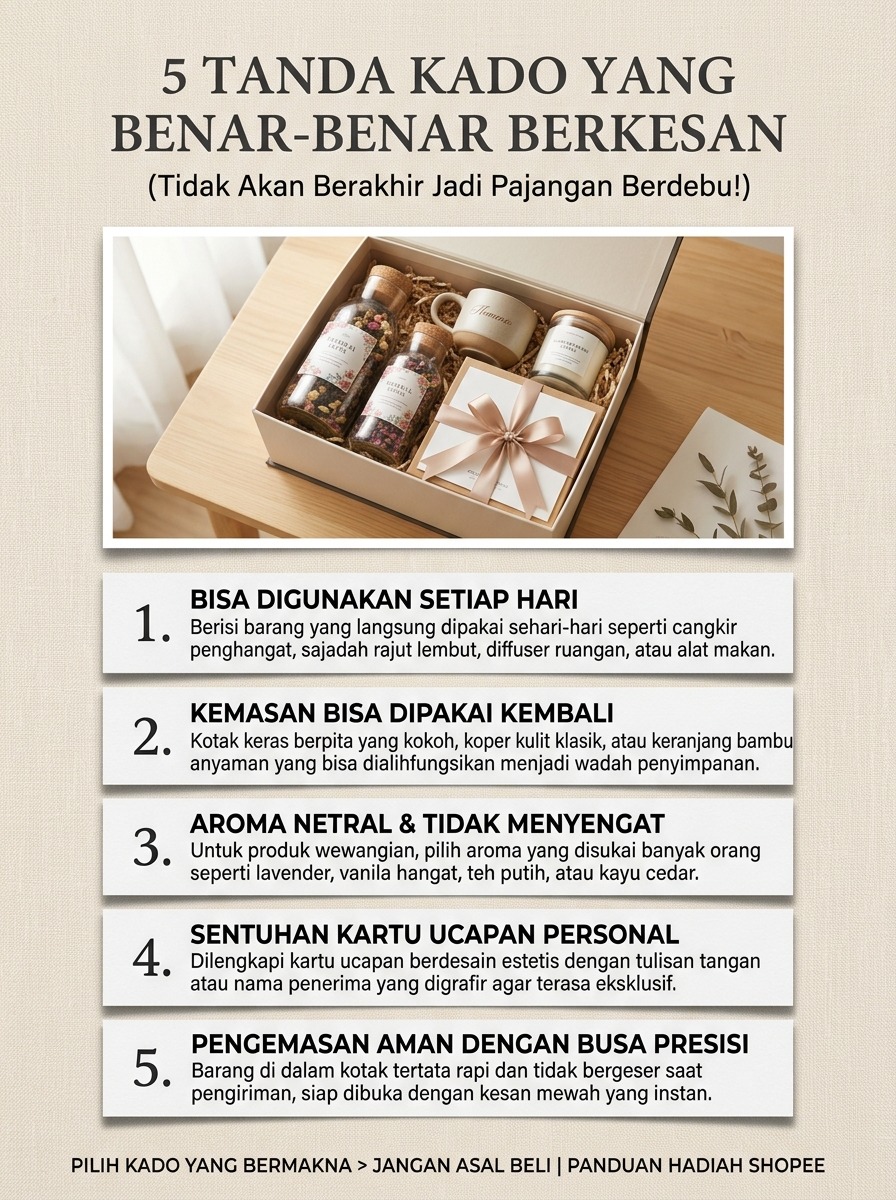 5 TANDA KADO YANG
BENAR-BENAR BERKESAN
(Tidak Akan Berakhir Jadi Pajangan Berdebu!)
1.
BISA DIGUNAKAN SETIAP HARI
Berisi barang yang langsung dipakai sehari-hari seperti cangkir
penghangat, sajadah rajut lembut, diffuser ruangan, atau alat makan.
2.
KEMASAN BISA DIPAKAI KEMBALI
Kotak keras berpita yang kokoh, koper kulit klasik, atau keranjang bambu
anyaman yang bisa dialihfungsikan menjadi wadah penyimpanan.
3.
AROMA NETRAL & TIDAK MENYENGAT
Untuk produk wewangian, pilih aroma yang disukai banyak orang
seperti lavender, vanila hangat, teh putih, atau kayu cedar.
4.
SENTUHAN KARTU UCAPAN PERSONAL
Dilengkapi kartu ucapan berdesain estetis dengan tulisan tangan
atau nama penerima yang digrafir agar terasa eksklusif.
5.
PENGEMASAN AMAN DENGAN BUSA PRESISI
Barang di dalam kotak tertata rapi dan tidak bergeser saat
pengiriman, siap dibuka dengan kesan mewah yang instan.
PILIH KADO YANG BERMAKNA > JANGAN ASAL BELI | PANDUAN HADIAH SHOPEE